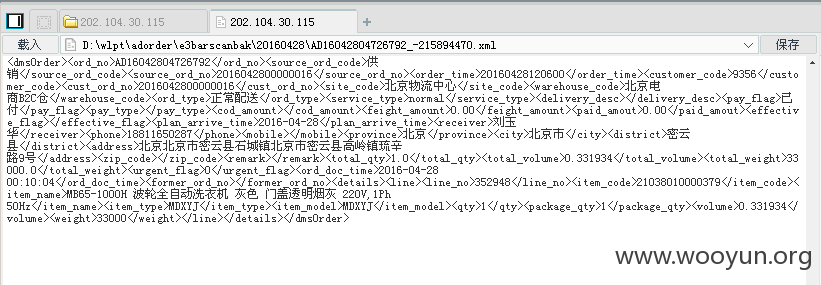 202.104.30.115
202.104.30.115
载入
D:\wlpt\adorder\e3barscanbak\20160428\AD16042804726792_-215894470.xml
保存
<dmsOrder><ord_no>AD16042804726792</ord_no><source_ord_code>供
销</source_ord_code><source_ord_no>2016042800000016</source_ord_no><order_time>20160428120600</order_time><customer_code>9356</custo
mer_code><cust_ord_no>2016042800000016</cust_ord_no><site_code>北京物流中心</site_code><warehouse_code>北京电
商B2C仓</warehouse_code><ord_type>正常配送</ord_type><service_type>normal</service_type><delivery_desc></delivery_desc><pay_flag>已
付</pay_flag><pay_type></pay_type><cod_amount></cod_amount><feight_amount>0.00</feight_amount><paid_amout>0.00</paid_amout><effectiv
e_flag></effective_flag><plan_arrive_time>2016-04-28</plan_arrive_time><receiver>刘玉
华</receiver><phone>18811650287</phone><mobile></mobile><province>北京</province><city>北京市</city><district>密云
县</district><address>北京北京市密云县石城镇北京市密云县高岭镇琉辛
路9号</address><zip_code></zip_code><remark></remark><total_qty>1.0</total_qty><total_volume>0.331934</total_volume><total_weight>33
000.0</total_weight><urgent_flag>0</urgent_flag><ord_doc_time>2016-04-28
00:10:04</ord_doc_time><former_ord_no></former_ord_no><details><line><line_no>352948</line_no><item_code>21038010000379</item_code><
item_name>MB65-1000H 波轮全自动洗衣机 灰色 门盖透明烟灰 220V,1Ph
50Hz</item_name><item_type>MDXYJ</item_type><item_model>MDXYJ</item_model><qty>1</qty><package_qty>1</package_qty><volume>0.331934</
volume><weight>33000</weight></line></details></dmsOrder>
www.wooyun.org